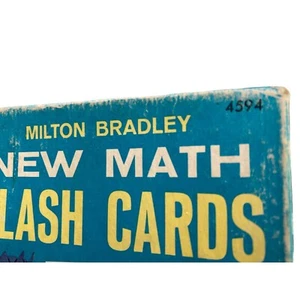 4594
MILTON BRADLEY
NEW MATH
LASH CARDS